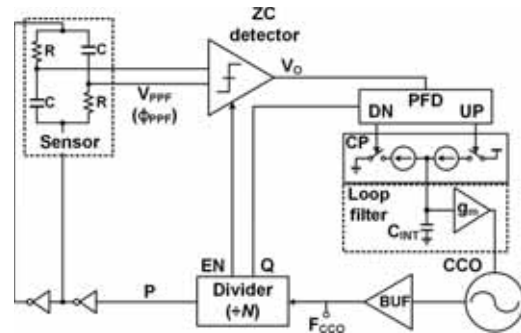 ZC
detector
R
C
C
R
Sensor
V_PPF
(ϕ_PPF)
V_O
PFD
DN
UP
CP
Loop
filter
g_m
C_INT
CCO
EN
Q
P
Divider
(÷N)
F_CCO
BUF